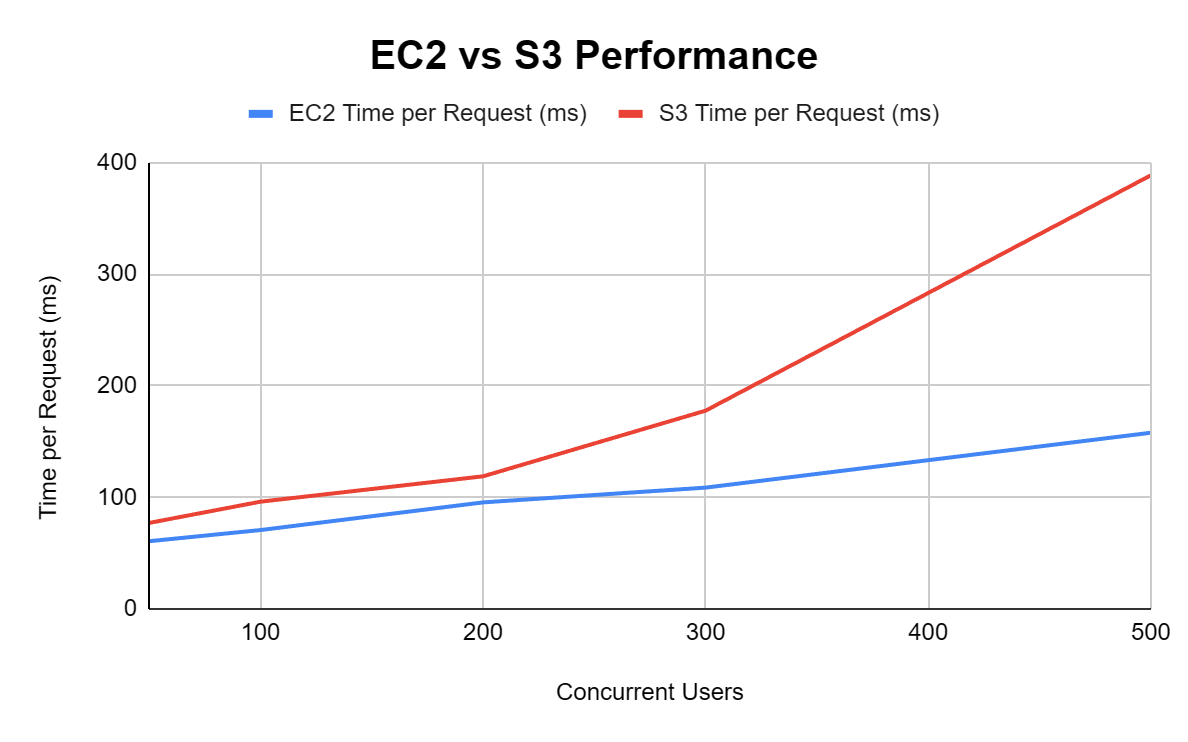 EC2 vs S3 Performance
EC2 Time per Request (ms) S3 Time per Request (ms)
400
300
200
100
0
Time per Request (ms)
100 200 300 400 500
Concurrent Users